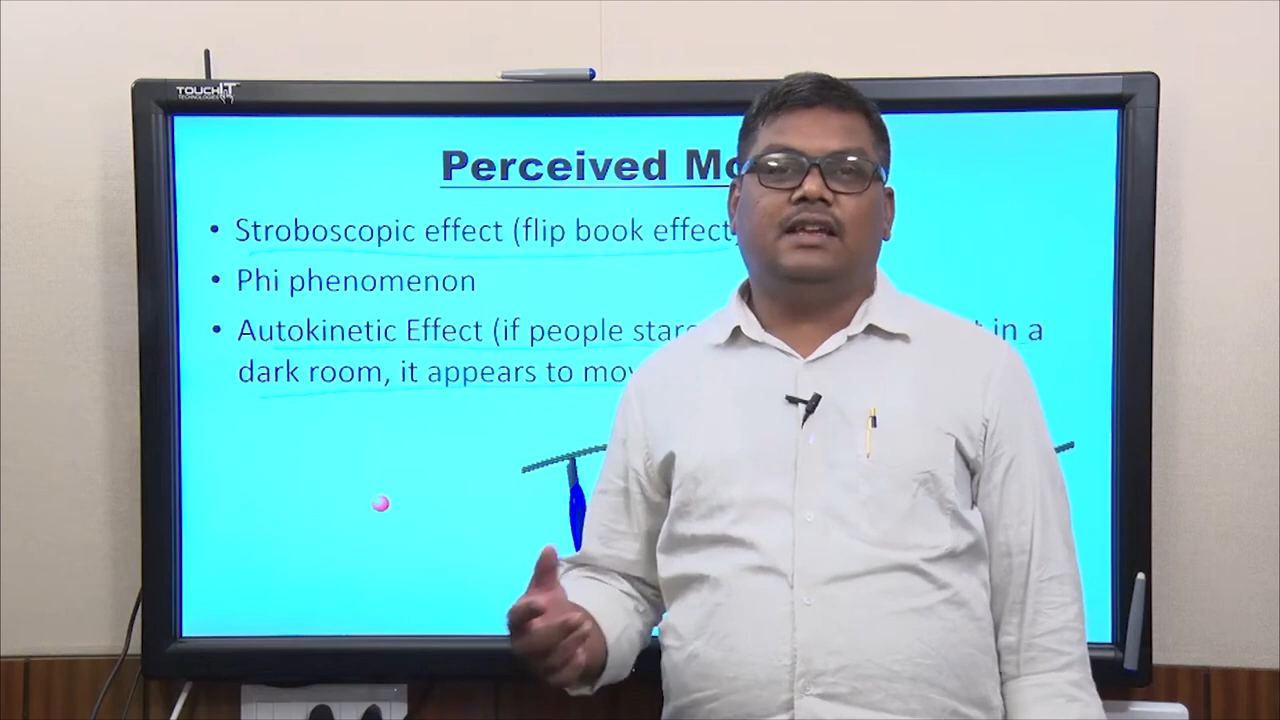 TOUCHIT
TECHNOLOGIES
Perceived Mo
• Stroboscopic effect (flip book effect
• Phi phenomenon
• Autokinetic Effect (if people stare in a
dark room, it appears to mov